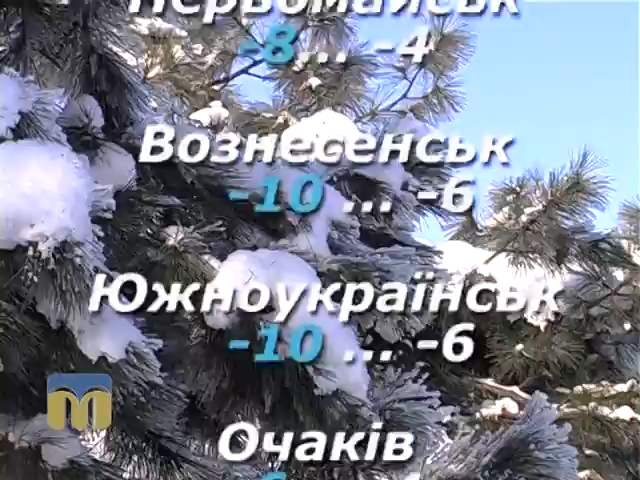 Первомайськ
-8... -4
Вознесенськ
-10 ... -6
Южноукраїнськ
-10 ... -6
Очаків